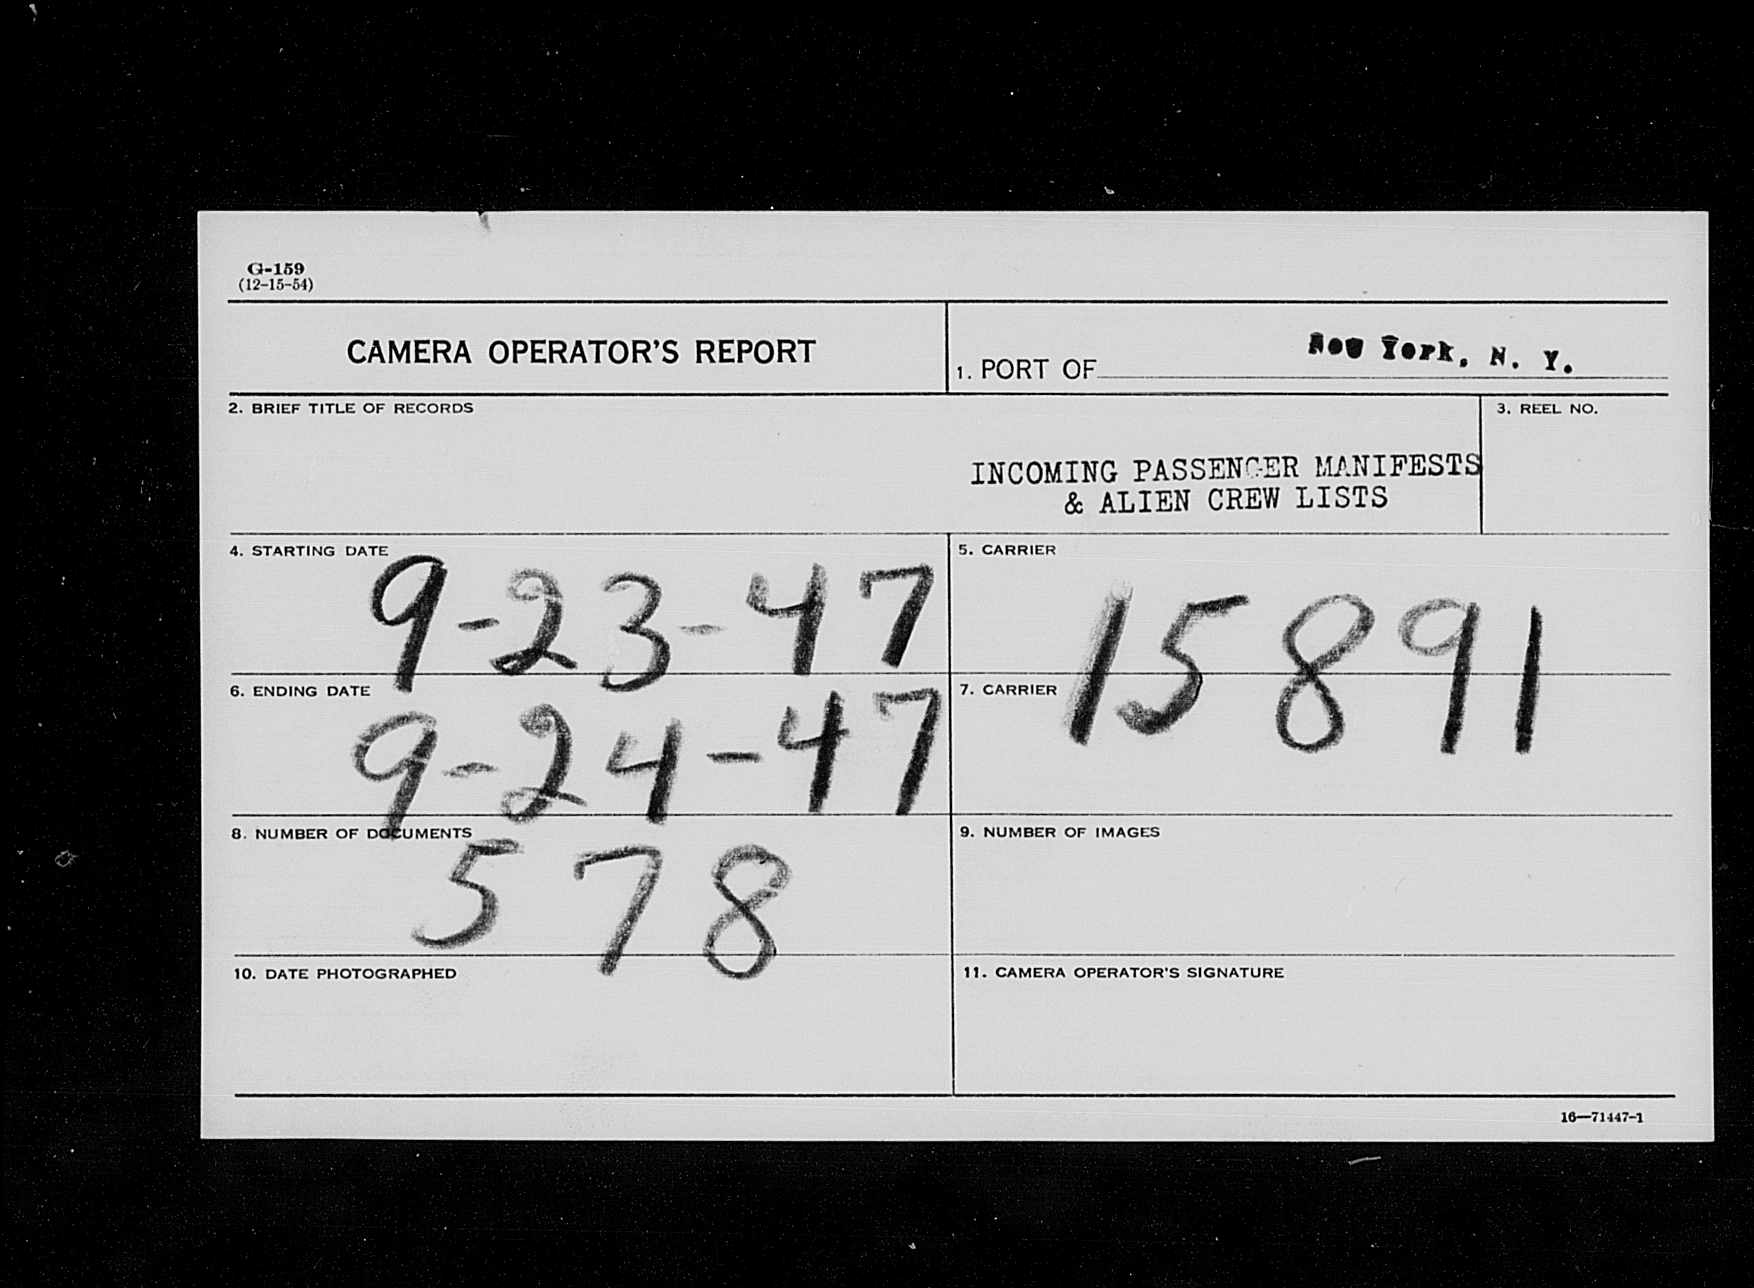 G-159
(12-15-54)
CAMERA OPERATOR'S REPORT
1. PORT OF New York, N. Y.
2. BRIEF TITLE OF RECORDS
3. REEL NO.
INCOMING PASSENGER MANIFESTS
& ALIEN CREW LISTS
4. STARTING DATE
9-23-47
5. CARRIER
15891
6. ENDING DATE
9-24-47
7. CARRIER
8. NUMBER OF DOCUMENTS
578
9. NUMBER OF IMAGES
10. DATE PHOTOGRAPHED
11. CAMERA OPERATOR'S SIGNATURE
16—71447-1